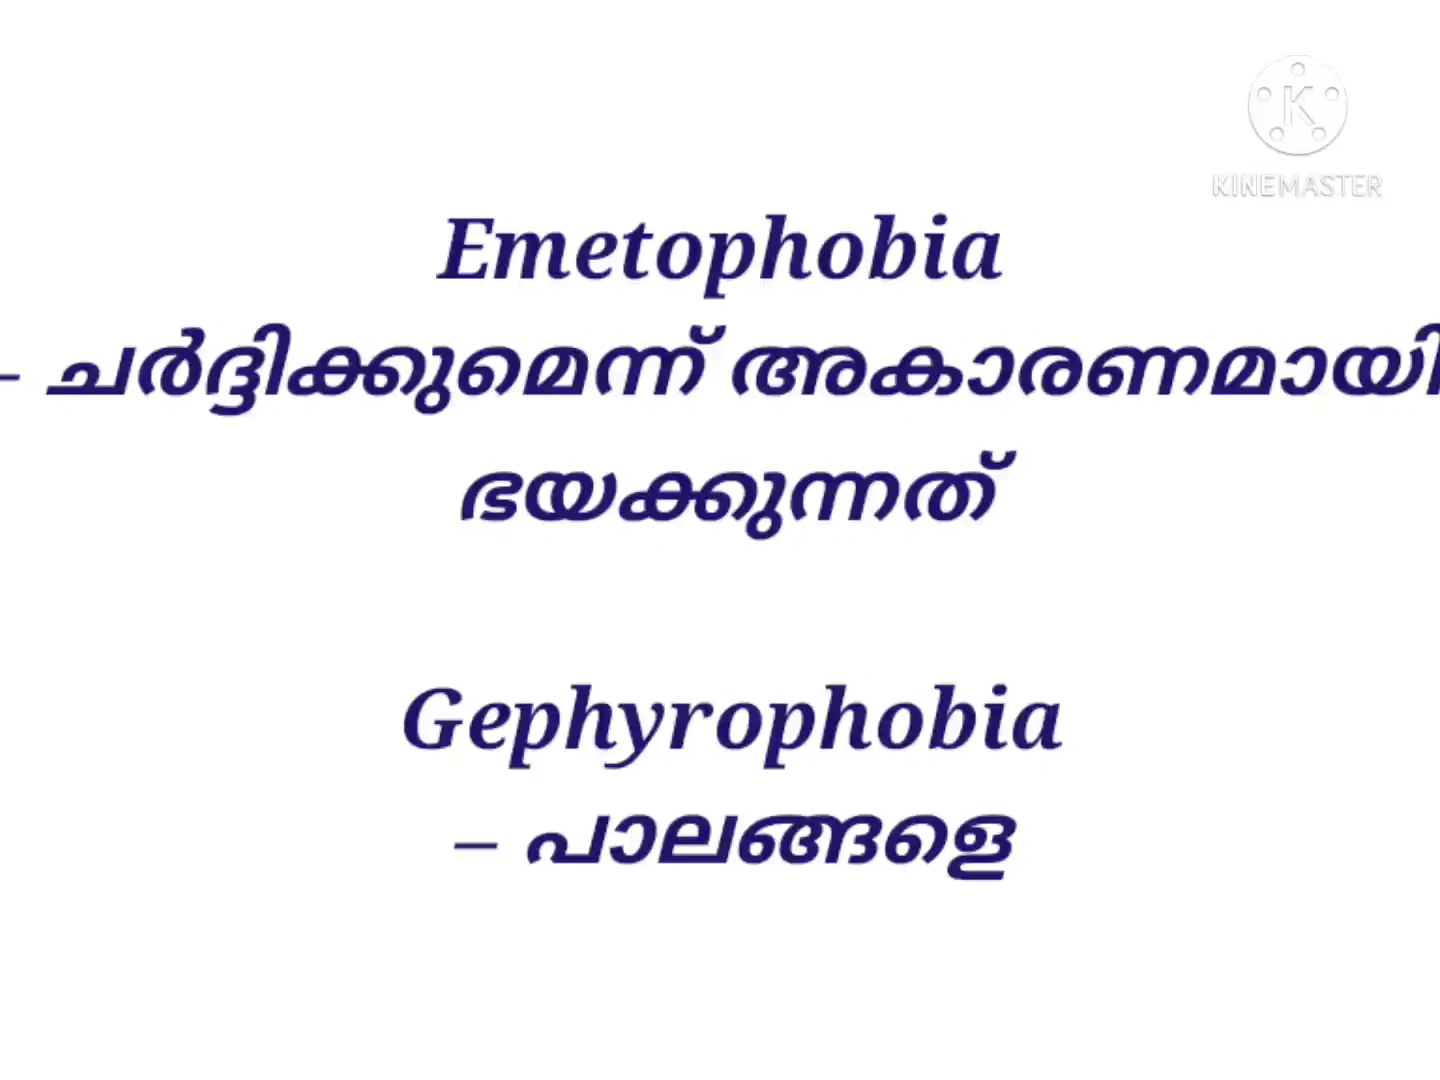 KINEMASTER
Emetophobia
- ചർദ്ദിക്കുമെന്ന് അകാരണമായി
ഭയക്കുന്നത്
Gephyrophobia
– പാലങ്ങളെ